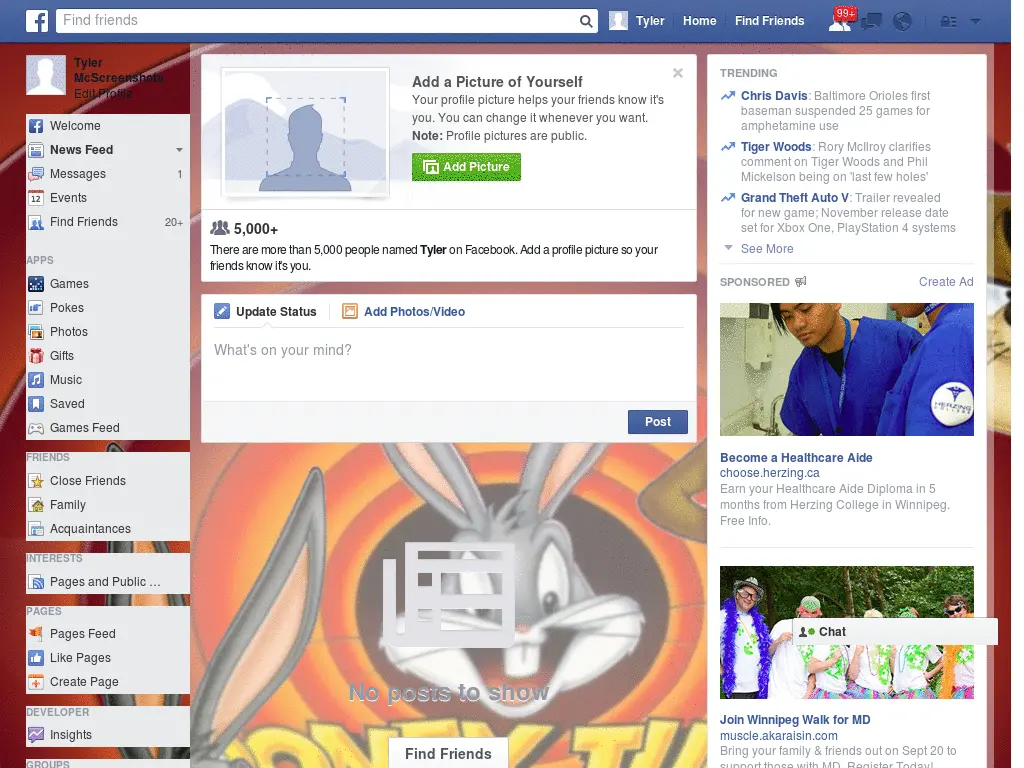 Find friends
Tyler
Home
Find Friends
99+
Tyler
McScreenshots
Edit Profile
Welcome
News Feed
Messages 1
Events
Find Friends 20+
APPS
Games
Pokes
Photos
Gifts
Music
Saved
Games Feed
FRIENDS
Close Friends
Family
Acquaintances
INTERESTS
Pages and Public ...
PAGES
Pages Feed
Like Pages
Create Page
DEVELOPER
Insights
GROUPS
Add a Picture of Yourself
Your profile picture helps your friends know it's
you. You can change it whenever you want.
Note: Profile pictures are public.
Add Picture
5,000+
There are more than 5,000 people named Tyler on Facebook. Add a profile picture so your
friends know it's you.
Update Status
Add Photos/Video
What's on your mind?
Post
No posts to show
Find Friends
TRENDING
Chris Davis: Baltimore Orioles first
baseman suspended 25 games for
amphetamine use
Tiger Woods: Rory McIlroy clarifies
comment on Tiger Woods and Phil
Mickelson being on 'last few holes'
Grand Theft Auto V: Trailer revealed
for new game; November release date
set for Xbox One, PlayStation 4 systems
See More
SPONSORED
Create Ad
HERZING
COLLEGE
Become a Healthcare Aide
choose.herzing.ca
Earn your Healthcare Aide Diploma in 5
months from Herzing College in Winnipeg.
Free Info.
Chat
Join Winnipeg Walk for MD
muscle.akaraisin.com
Bring your family & friends out on Sept 20 to
support those with MD. Register Today!